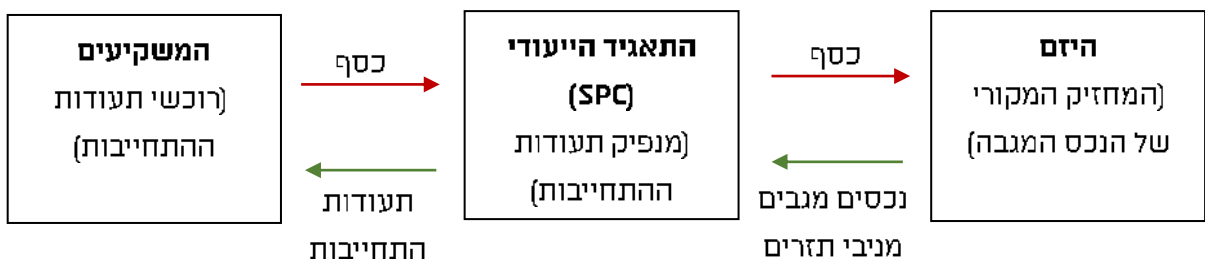 היזם
(המחזיק המקורי
של הנכס המגבה)
כסף
נכסים מגבים
מניבי תזרים
התאגיד הייעודי
(SPC)
(מנפיק תעודות
ההתחייבות)
כסף
תעודות
התחייבות
המשקיעים
(רוכשי תעודות
ההתחייבות)